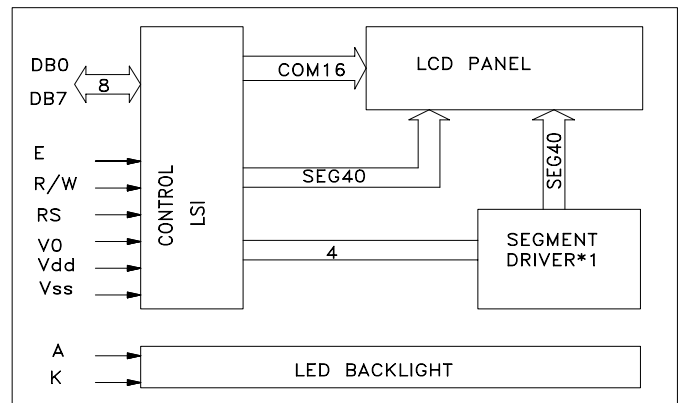 DB0
DB7
8
E
R/W
RS
V0
Vdd
Vss
CONTROL
LSI
COM16
LCD PANEL
SEG40
SEG40
4
SEGMENT
DRIVER*1
A
K
LED BACKLIGHT